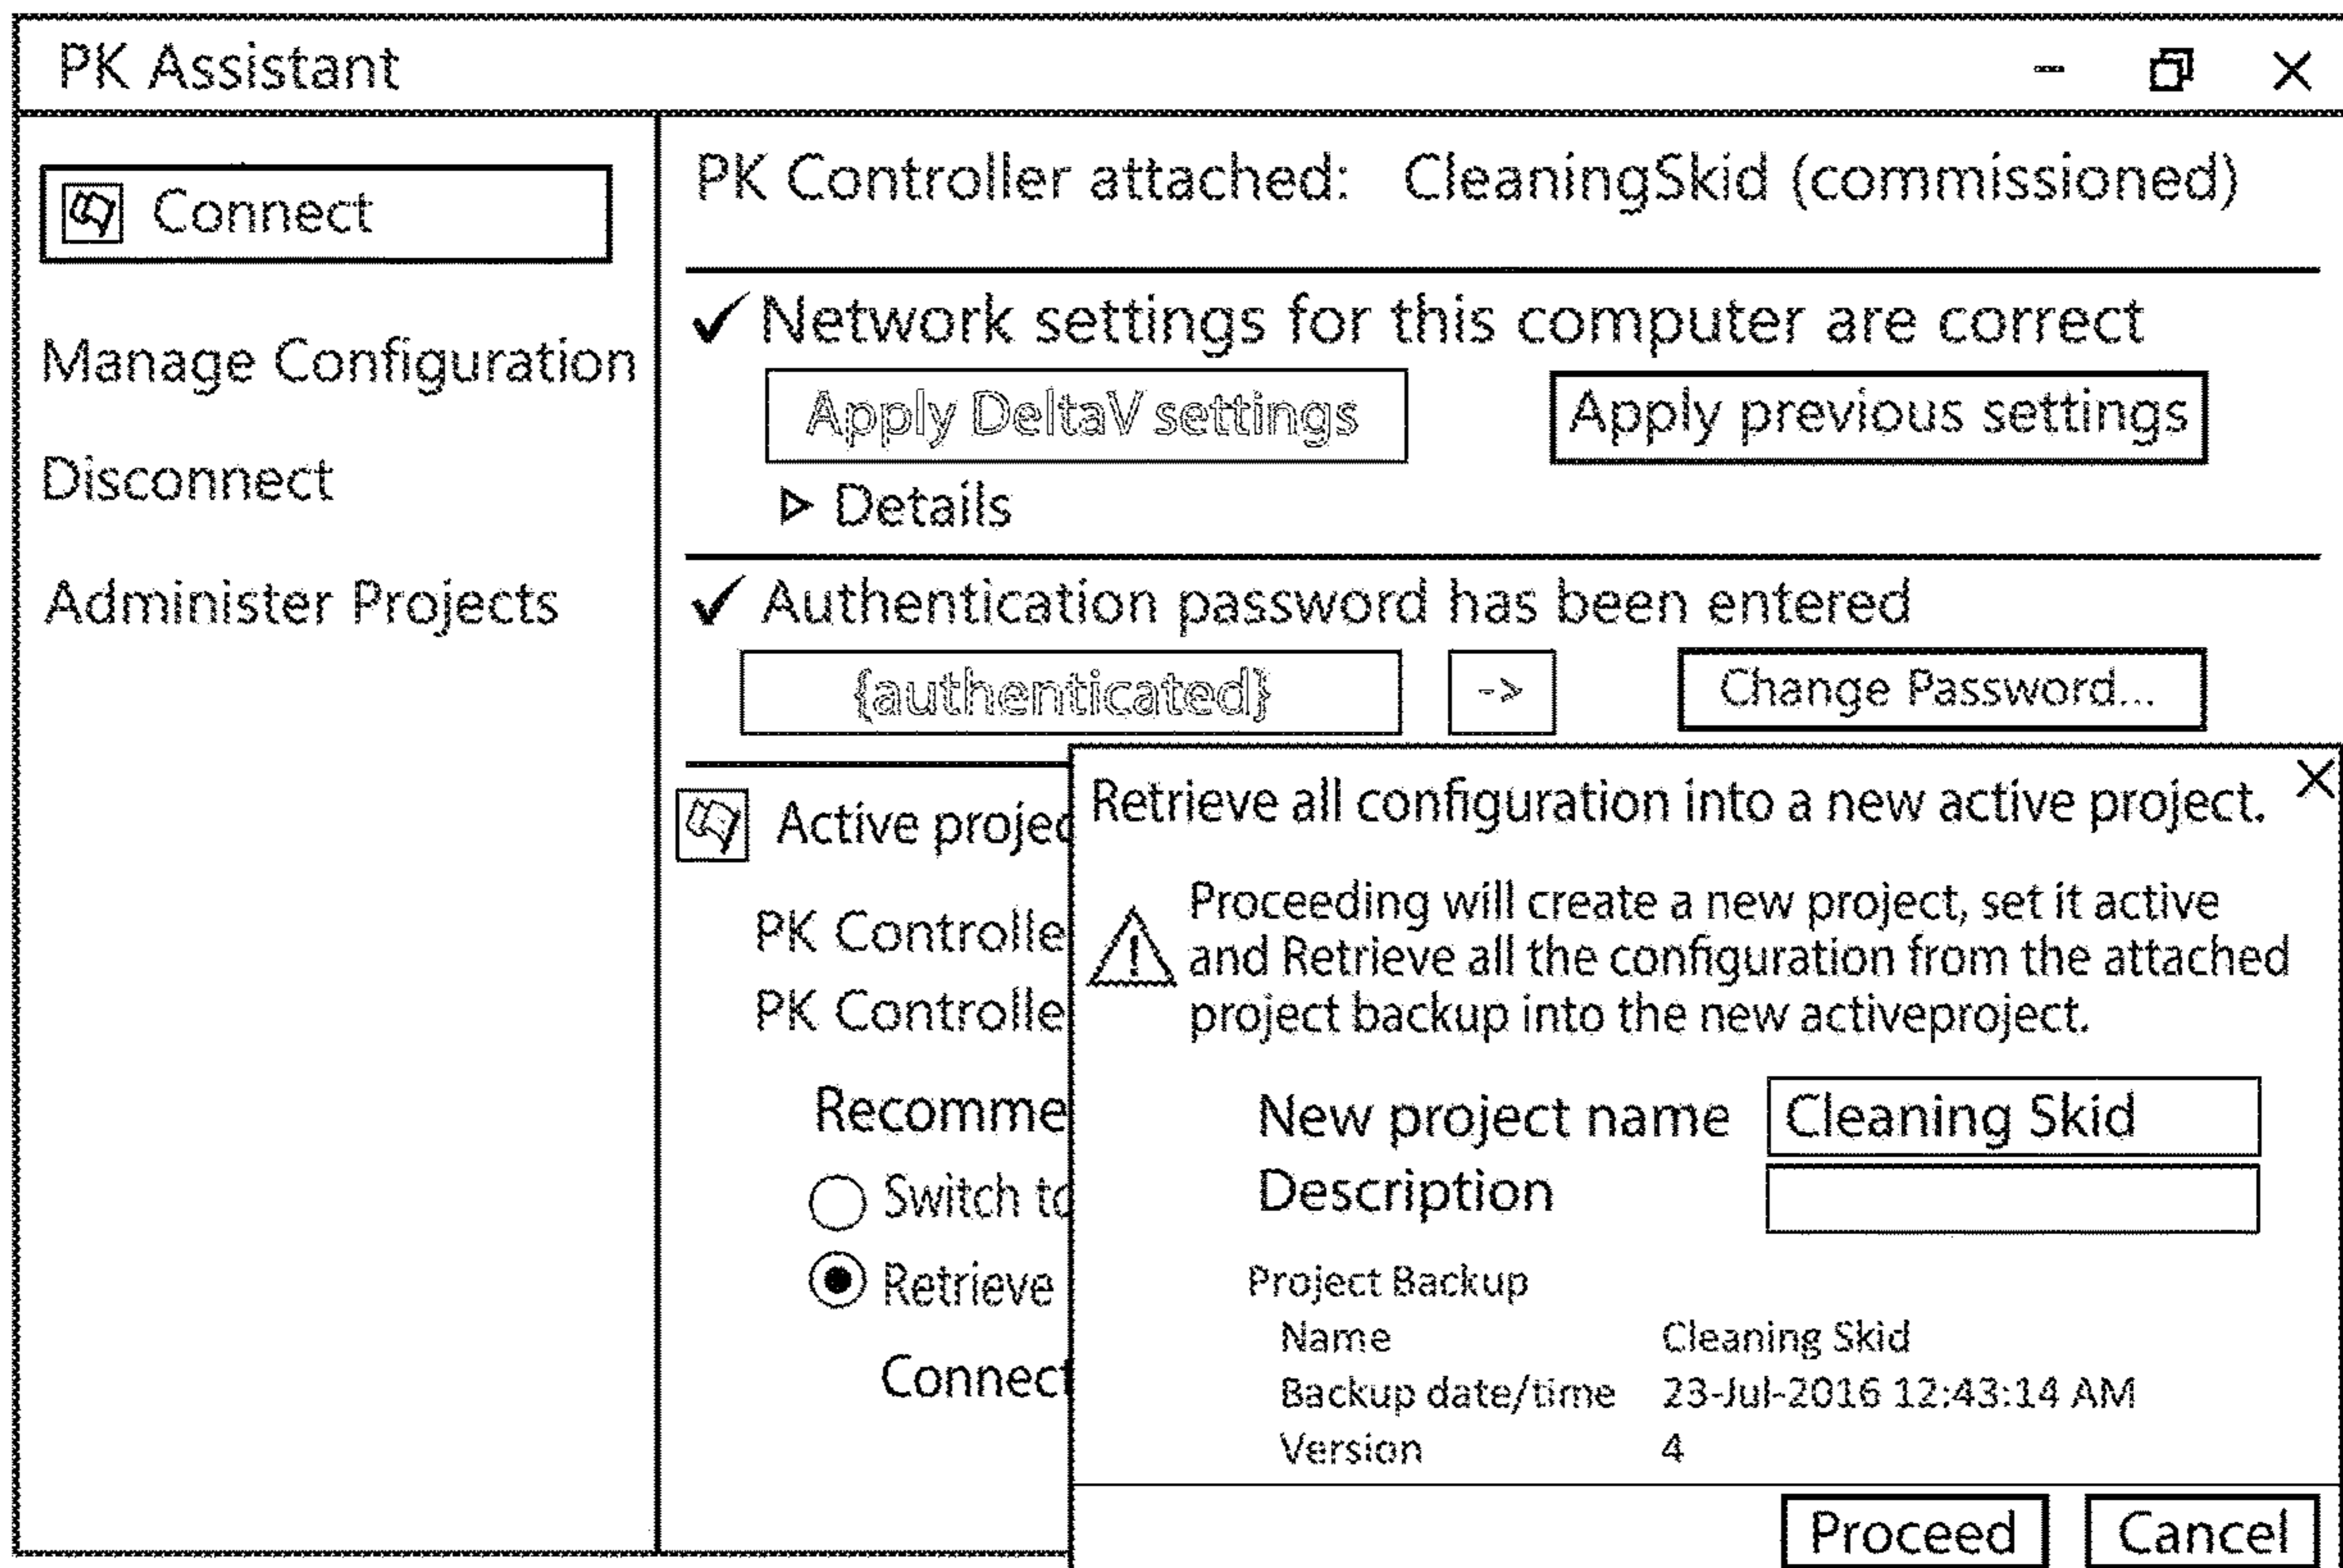 PK Assistant
Connect
Manage Configuration
Disconnect
Administer Projects
PK Controller attached: CleaningSkid (commissioned)
Network settings for this computer are correct
Apply DeltaV settings
Apply previous settings
Details
Authentication password has been entered
{authenticated}
->
Change Password...
Active projec
PK Controlle
PK Controlle
Recomme
Switch to
Retrieve
Connect
Retrieve all configuration into a new active project.
Proceeding will create a new project, set it active
and Retrieve all the configuration from the attached
project backup into the new activeproject.
New project name Cleaning Skid
Description
Project Backup
Name Cleaning Skid
Backup date/time 23-Jul-2016 12:43:14 AM
Version 4
Proceed
Cancel